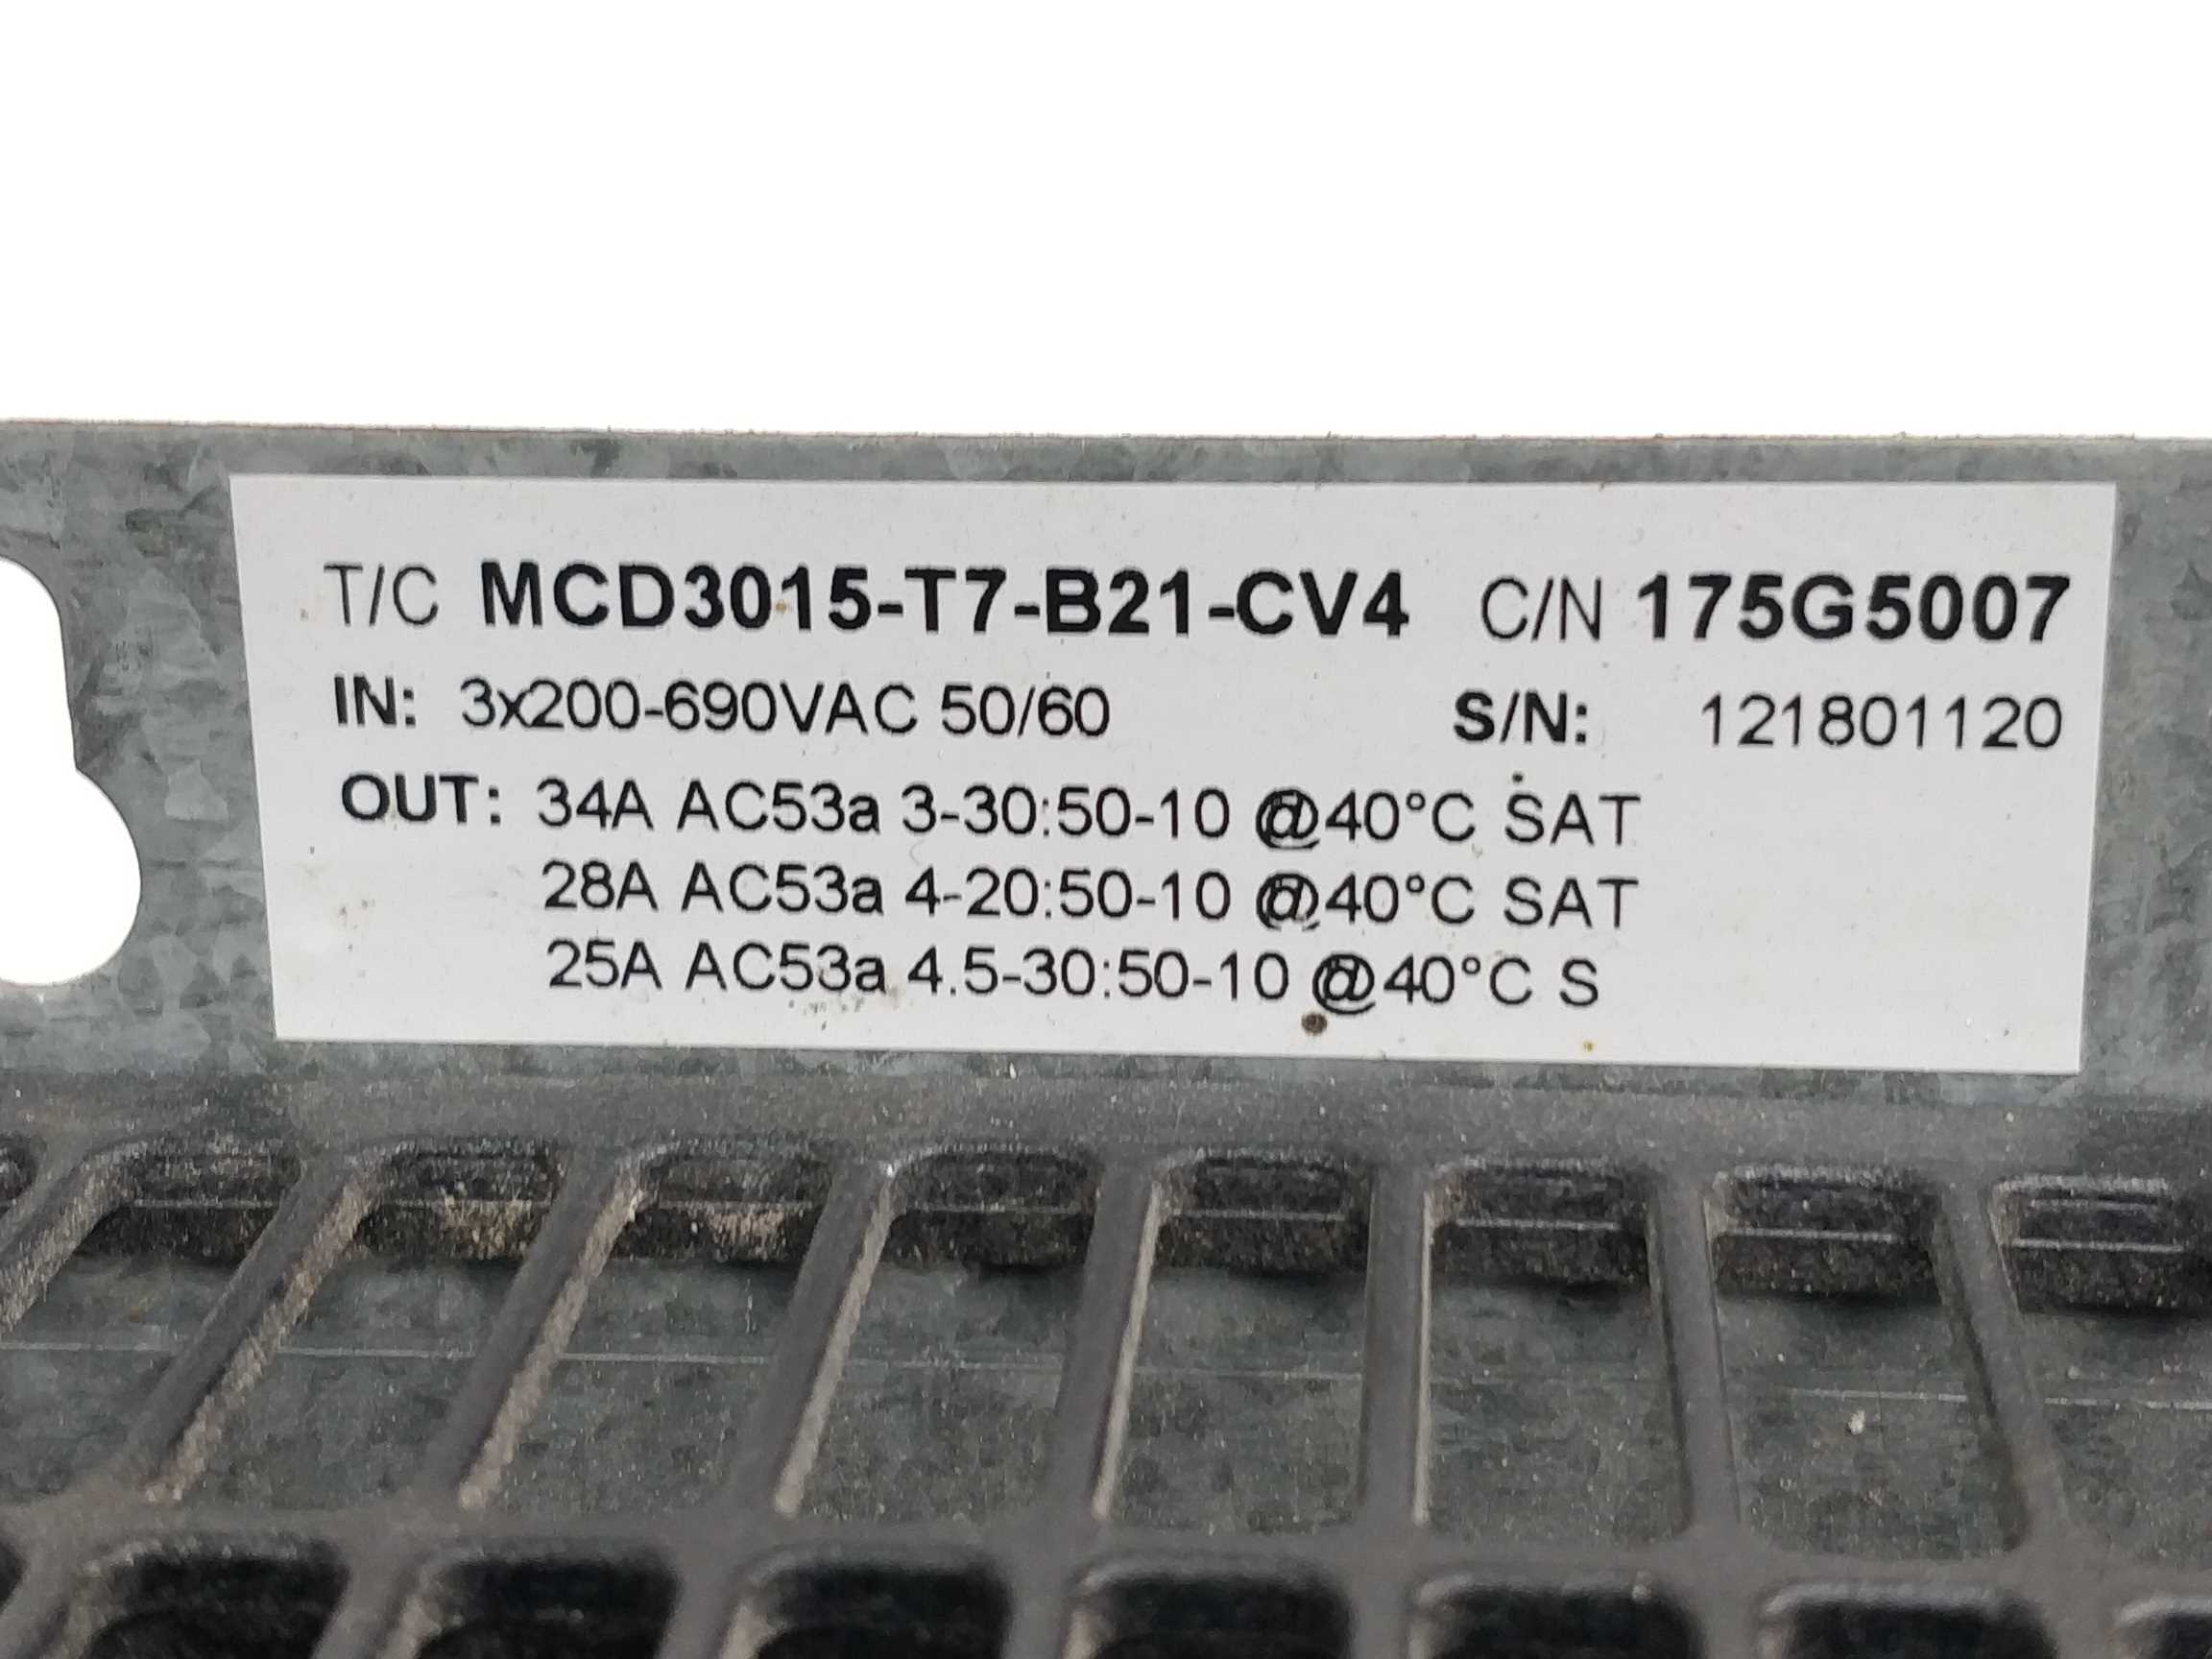 T/C MCD3015-T7-B21-CV4 C/N 175G5007
IN: 3x200-690VAC 50/60 S/N: 121801120
OUT: 34A AC53a 3-30:50-10 @40°C SAT
28A AC53a 4-20:50-10 @40°C SAT
25A AC53a 4.5-30:50-10 @40°C S